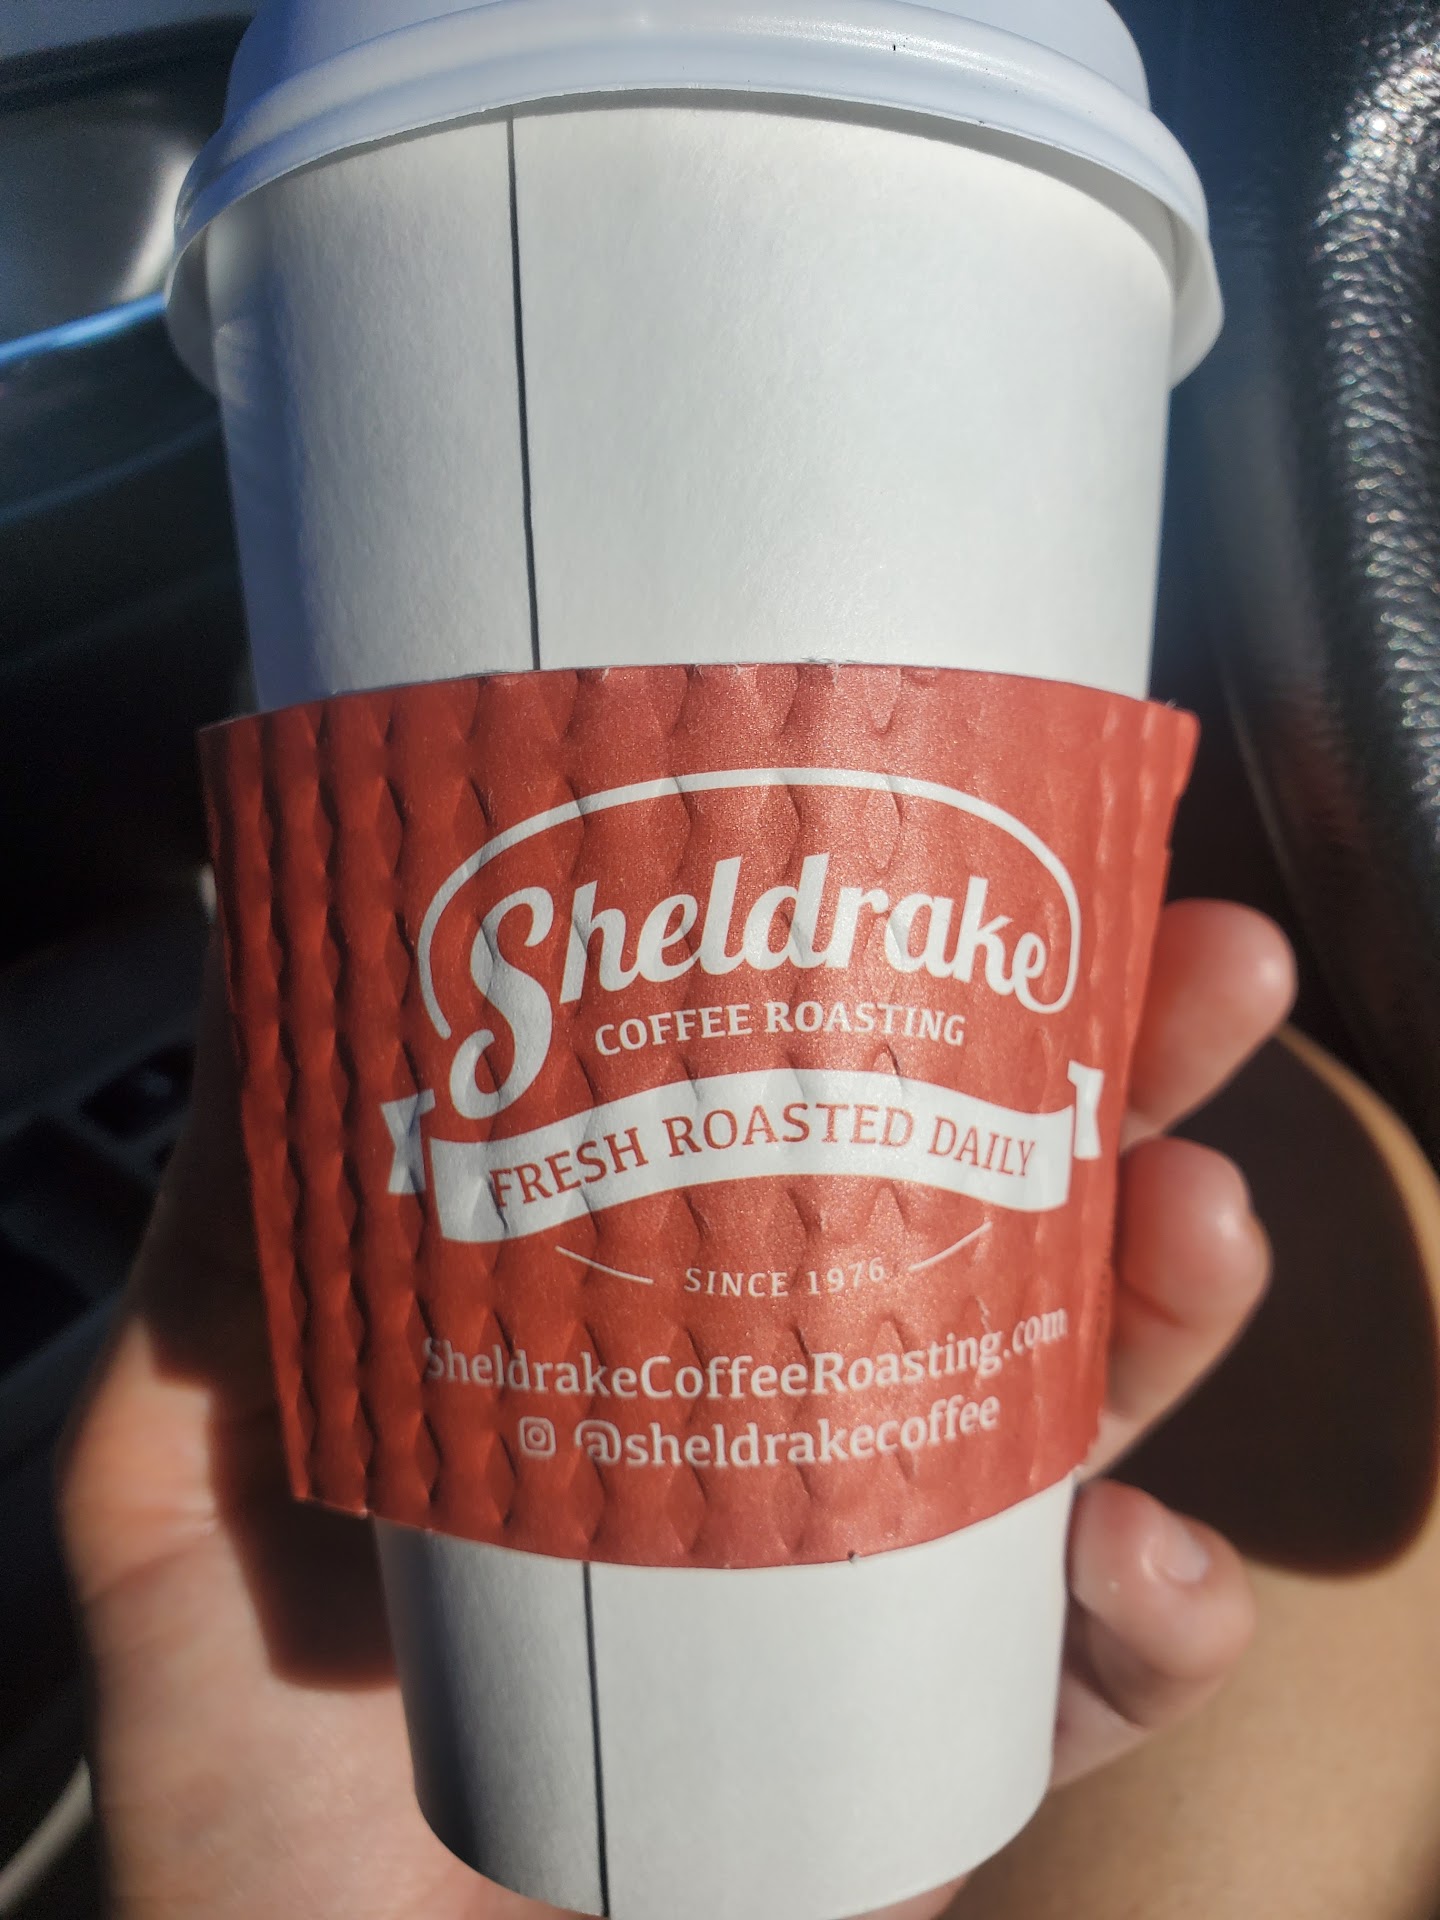 Sheldrake
COFFEE ROASTING
FRESH ROASTED DAILY
SINCE 1976
SheldrakeCoffeeRoasting.com
@sheldrakecoffee